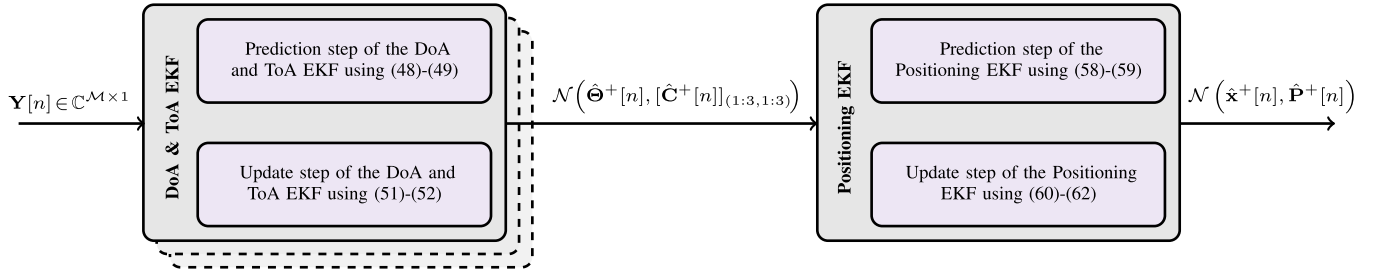 𝐘[n]∈ℂ^{ℳ×1}
DoA & ToA EKF
Prediction step of the DoA
and ToA EKF using (48)-(49)
Update step of the DoA and
ToA EKF using (51)-(52)
𝒩(𝚯̂⁺[n], [𝐂̂⁺[n]]_{(1:3,1:3)})
Positioning EKF
Prediction step of the
Positioning EKF using (58)-(59)
Update step of the Positioning
EKF using (60)-(62)
𝒩(𝐱̂⁺[n], 𝐏̂⁺[n])